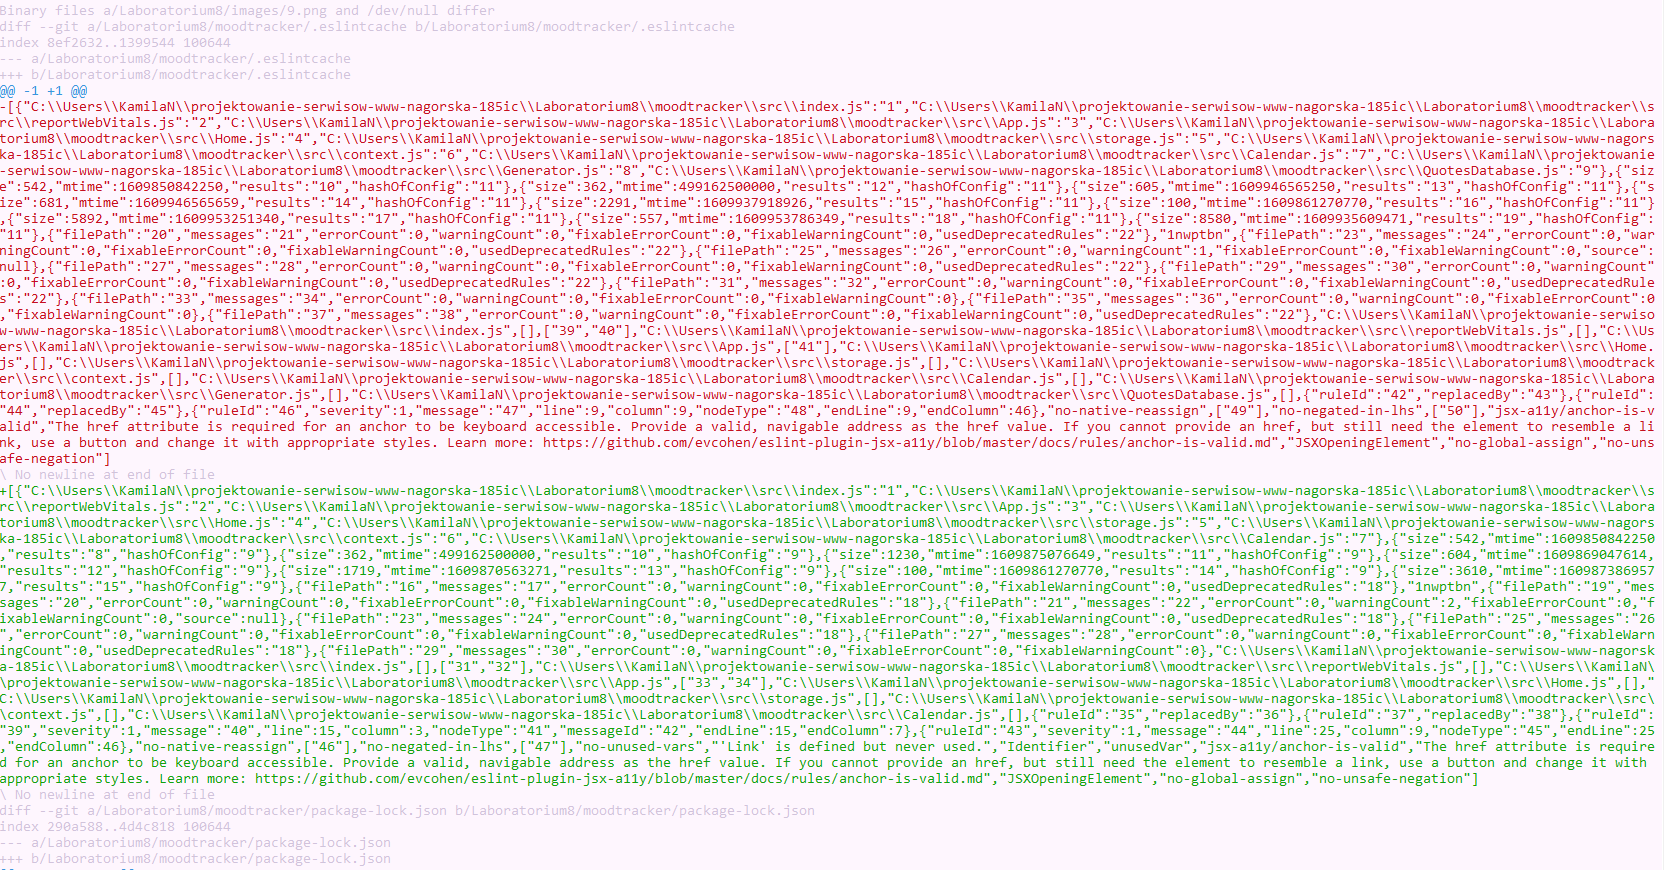 Binary files a/Laboratorium8/images/9.png and /dev/null differ
diff --git a/Laboratorium8/moodtracker/.eslintcache b/Laboratorium8/moodtracker/.eslintcache
index 8ef2632..1399544 100644
--- a/Laboratorium8/moodtracker/.eslintcache
+++ b/Laboratorium8/moodtracker/.eslintcache
@@ -1 +1 @@
-[{"C:\\Users\\KamilaN\\projektowanie-serwisow-www-nagorska-185ic\\Laboratorium8\\moodtracker\\src\\index.js":"1","C:\\Users\\KamilaN\\projektowanie-serwisow-www-nagorska-185ic\\Laboratorium8\\moodtracker\\s
rc\\reportWebVitals.js":"2","C:\\Users\\KamilaN\\projektowanie-serwisow-www-nagorska-185ic\\Laboratorium8\\moodtracker\\src\\App.js":"3","C:\\Users\\KamilaN\\projektowanie-serwisow-www-nagorska-185ic\\Labora
torium8\\moodtracker\\src\\Home.js":"4","C:\\Users\\KamilaN\\projektowanie-serwisow-www-nagorska-185ic\\Laboratorium8\\moodtracker\\src\\storage.js":"5","C:\\Users\\KamilaN\\projektowanie-serwisow-www-nagors
ka-185ic\\Laboratorium8\\moodtracker\\src\\context.js":"6","C:\\Users\\KamilaN\\projektowanie-serwisow-www-nagorska-185ic\\Laboratorium8\\moodtracker\\src\\Calendar.js":"7","C:\\Users\\KamilaN\\projektowanie
-serwisow-www-nagorska-185ic\\Laboratorium8\\moodtracker\\src\\Generator.js":"8","C:\\Users\\KamilaN\\projektowanie-serwisow-www-nagorska-185ic\\Laboratorium8\\moodtracker\\src\\QuotesDatabase.js":"9"},{"siz
e":542,"mtime":1609850842250,"results":"10","hashOfConfig":"11"},{"size":362,"mtime":499162500000,"results":"12","hashOfConfig":"11"},{"size":605,"mtime":1609946565250,"results":"13","hashOfConfig":"11"},{"s
ize":681,"mtime":1609946565659,"results":"14","hashOfConfig":"11"},{"size":2291,"mtime":1609937918926,"results":"15","hashOfConfig":"11"},{"size":100,"mtime":1609861270770,"results":"16","hashOfConfig":"11"}
,{"size":5892,"mtime":1609953251340,"results":"17","hashOfConfig":"11"},{"size":557,"mtime":1609953786349,"results":"18","hashOfConfig":"11"},{"size":8580,"mtime":1609935609471,"results":"19","hashOfConfig":
"11"},{"filePath":"20","messages":"21","errorCount":0,"warningCount":0,"fixableErrorCount":0,"fixableWarningCount":0,"usedDeprecatedRules":"22"},"1nwptbn",{"filePath":"23","messages":"24","errorCount":0,"war
ningCount":0,"fixableErrorCount":0,"fixableWarningCount":0,"usedDeprecatedRules":"22"},{"filePath":"25","messages":"26","errorCount":0,"warningCount":1,"fixableErrorCount":0,"fixableWarningCount":0,"source":
null},{"filePath":"27","messages":"28","errorCount":0,"warningCount":0,"fixableErrorCount":0,"fixableWarningCount":0,"usedDeprecatedRules":"22"},{"filePath":"29","messages":"30","errorCount":0,"warningCount"
:0,"fixableErrorCount":0,"fixableWarningCount":0,"usedDeprecatedRules":"22"},{"filePath":"31","messages":"32","errorCount":0,"warningCount":0,"fixableErrorCount":0,"fixableWarningCount":0,"usedDeprecatedRule
s":"22"},{"filePath":"33","messages":"34","errorCount":0,"warningCount":0,"fixableErrorCount":0,"fixableWarningCount":0},{"filePath":"35","messages":"36","errorCount":0,"warningCount":0,"fixableErrorCount":0
,"fixableWarningCount":0},{"filePath":"37","messages":"38","errorCount":0,"warningCount":0,"fixableErrorCount":0,"fixableWarningCount":0,"usedDeprecatedRules":"22"},"C:\\Users\\KamilaN\\projektowanie-serwiso
w-www-nagorska-185ic\\Laboratorium8\\moodtracker\\src\\index.js",[],["39","40"],"C:\\Users\\KamilaN\\projektowanie-serwisow-www-nagorska-185ic\\Laboratorium8\\moodtracker\\src\\reportWebVitals.js",[],"C:\\Us
ers\\KamilaN\\projektowanie-serwisow-www-nagorska-185ic\\Laboratorium8\\moodtracker\\src\\App.js",["41"],"C:\\Users\\KamilaN\\projektowanie-serwisow-www-nagorska-185ic\\Laboratorium8\\moodtracker\\src\\Home.
js",[],"C:\\Users\\KamilaN\\projektowanie-serwisow-www-nagorska-185ic\\Laboratorium8\\moodtracker\\src\\storage.js",[],"C:\\Users\\KamilaN\\projektowanie-serwisow-www-nagorska-185ic\\Laboratorium8\\moodtrack
er\\src\\context.js",[],"C:\\Users\\KamilaN\\projektowanie-serwisow-www-nagorska-185ic\\Laboratorium8\\moodtracker\\src\\Calendar.js",[],"C:\\Users\\KamilaN\\projektowanie-serwisow-www-nagorska-185ic\\Labora
torium8\\moodtracker\\src\\Generator.js",[],"C:\\Users\\KamilaN\\projektowanie-serwisow-www-nagorska-185ic\\Laboratorium8\\moodtracker\\src\\QuotesDatabase.js",[],{"ruleId":"42","replacedBy":"43"},{"ruleId":
"44","replacedBy":"45"},{"ruleId":"46","severity":1,"message":"47","line":9,"column":9,"nodeType":"48","endLine":9,"endColumn":46},"no-native-reassign",["49"],"no-negated-in-lhs",["50"],"jsx-a11y/anchor-is-v
alid","The href attribute is required for an anchor to be keyboard accessible. Provide a valid, navigable address as the href value. If you cannot provide an href, but still need the element to resemble a li
nk, use a button and change it with appropriate styles. Learn more: https://github.com/evcohen/eslint-plugin-jsx-a11y/blob/master/docs/rules/anchor-is-valid.md","JSXOpeningElement","no-global-assign","no-uns
afe-negation"]
\ No newline at end of file
+[{"C:\\Users\\KamilaN\\projektowanie-serwisow-www-nagorska-185ic\\Laboratorium8\\moodtracker\\src\\index.js":"1","C:\\Users\\KamilaN\\projektowanie-serwisow-www-nagorska-185ic\\Laboratorium8\\moodtracker\\s
rc\\reportWebVitals.js":"2","C:\\Users\\KamilaN\\projektowanie-serwisow-www-nagorska-185ic\\Laboratorium8\\moodtracker\\src\\App.js":"3","C:\\Users\\KamilaN\\projektowanie-serwisow-www-nagorska-185ic\\Labora
torium8\\moodtracker\\src\\Home.js":"4","C:\\Users\\KamilaN\\projektowanie-serwisow-www-nagorska-185ic\\Laboratorium8\\moodtracker\\src\\storage.js":"5","C:\\Users\\KamilaN\\projektowanie-serwisow-www-nagors
ka-185ic\\Laboratorium8\\moodtracker\\src\\context.js":"6","C:\\Users\\KamilaN\\projektowanie-serwisow-www-nagorska-185ic\\Laboratorium8\\moodtracker\\src\\Calendar.js":"7"},{"size":542,"mtime":1609850842250
,"results":"8","hashOfConfig":"9"},{"size":362,"mtime":499162500000,"results":"10","hashOfConfig":"9"},{"size":1230,"mtime":1609875076649,"results":"11","hashOfConfig":"9"},{"size":604,"mtime":1609869047614,
"results":"12","hashOfConfig":"9"},{"size":1719,"mtime":1609870563271,"results":"13","hashOfConfig":"9"},{"size":100,"mtime":1609861270770,"results":"14","hashOfConfig":"9"},{"size":3610,"mtime":160987386957
7,"results":"15","hashOfConfig":"9"},{"filePath":"16","messages":"17","errorCount":0,"warningCount":0,"fixableErrorCount":0,"fixableWarningCount":0,"usedDeprecatedRules":"18"},"1nwptbn",{"filePath":"19","mes
sages":"20","errorCount":0,"warningCount":0,"fixableErrorCount":0,"fixableWarningCount":0,"usedDeprecatedRules":"18"},{"filePath":"21","messages":"22","errorCount":0,"warningCount":2,"fixableErrorCount":0,"f
ixableWarningCount":0,"source":null},{"filePath":"23","messages":"24","errorCount":0,"warningCount":0,"fixableErrorCount":0,"fixableWarningCount":0,"usedDeprecatedRules":"18"},{"filePath":"25","messages":"26
","errorCount":0,"warningCount":0,"fixableErrorCount":0,"fixableWarningCount":0,"usedDeprecatedRules":"18"},{"filePath":"27","messages":"28","errorCount":0,"warningCount":0,"fixableErrorCount":0,"fixableWarn
ingCount":0,"usedDeprecatedRules":"18"},{"filePath":"29","messages":"30","errorCount":0,"warningCount":0,"fixableErrorCount":0,"fixableWarningCount":0},"C:\\Users\\KamilaN\\projektowanie-serwisow-www-nagorsk
a-185ic\\Laboratorium8\\moodtracker\\src\\index.js",[],["31","32"],"C:\\Users\\KamilaN\\projektowanie-serwisow-www-nagorska-185ic\\Laboratorium8\\moodtracker\\src\\reportWebVitals.js",[],"C:\\Users\\KamilaN\
\projektowanie-serwisow-www-nagorska-185ic\\Laboratorium8\\moodtracker\\src\\App.js",["33","34"],"C:\\Users\\KamilaN\\projektowanie-serwisow-www-nagorska-185ic\\Laboratorium8\\moodtracker\\src\\Home.js",[],"
C:\\Users\\KamilaN\\projektowanie-serwisow-www-nagorska-185ic\\Laboratorium8\\moodtracker\\src\\storage.js",[],"C:\\Users\\KamilaN\\projektowanie-serwisow-www-nagorska-185ic\\Laboratorium8\\moodtracker\\src\
\context.js",[],"C:\\Users\\KamilaN\\projektowanie-serwisow-www-nagorska-185ic\\Laboratorium8\\moodtracker\\src\\Calendar.js",[],{"ruleId":"35","replacedBy":"36"},{"ruleId":"37","replacedBy":"38"},{"ruleId":
"39","severity":1,"message":"40","line":15,"column":3,"nodeType":"41","messageId":"42","endLine":15,"endColumn":7},{"ruleId":"43","severity":1,"message":"44","line":25,"column":9,"nodeType":"45","endLine":25
,"endColumn":46},"no-native-reassign",["46"],"no-negated-in-lhs",["47"],"no-unused-vars","'Link' is defined but never used.","Identifier","unusedVar","jsx-a11y/anchor-is-valid","The href attribute is require
d for an anchor to be keyboard accessible. Provide a valid, navigable address as the href value. If you cannot provide an href, but still need the element to resemble a link, use a button and change it with
appropriate styles. Learn more: https://github.com/evcohen/eslint-plugin-jsx-a11y/blob/master/docs/rules/anchor-is-valid.md","JSXOpeningElement","no-global-assign","no-unsafe-negation"]
\ No newline at end of file
diff --git a/Laboratorium8/moodtracker/package-lock.json b/Laboratorium8/moodtracker/package-lock.json
index 290a588..4d4c818 100644
--- a/Laboratorium8/moodtracker/package-lock.json
+++ b/Laboratorium8/moodtracker/package-lock.json